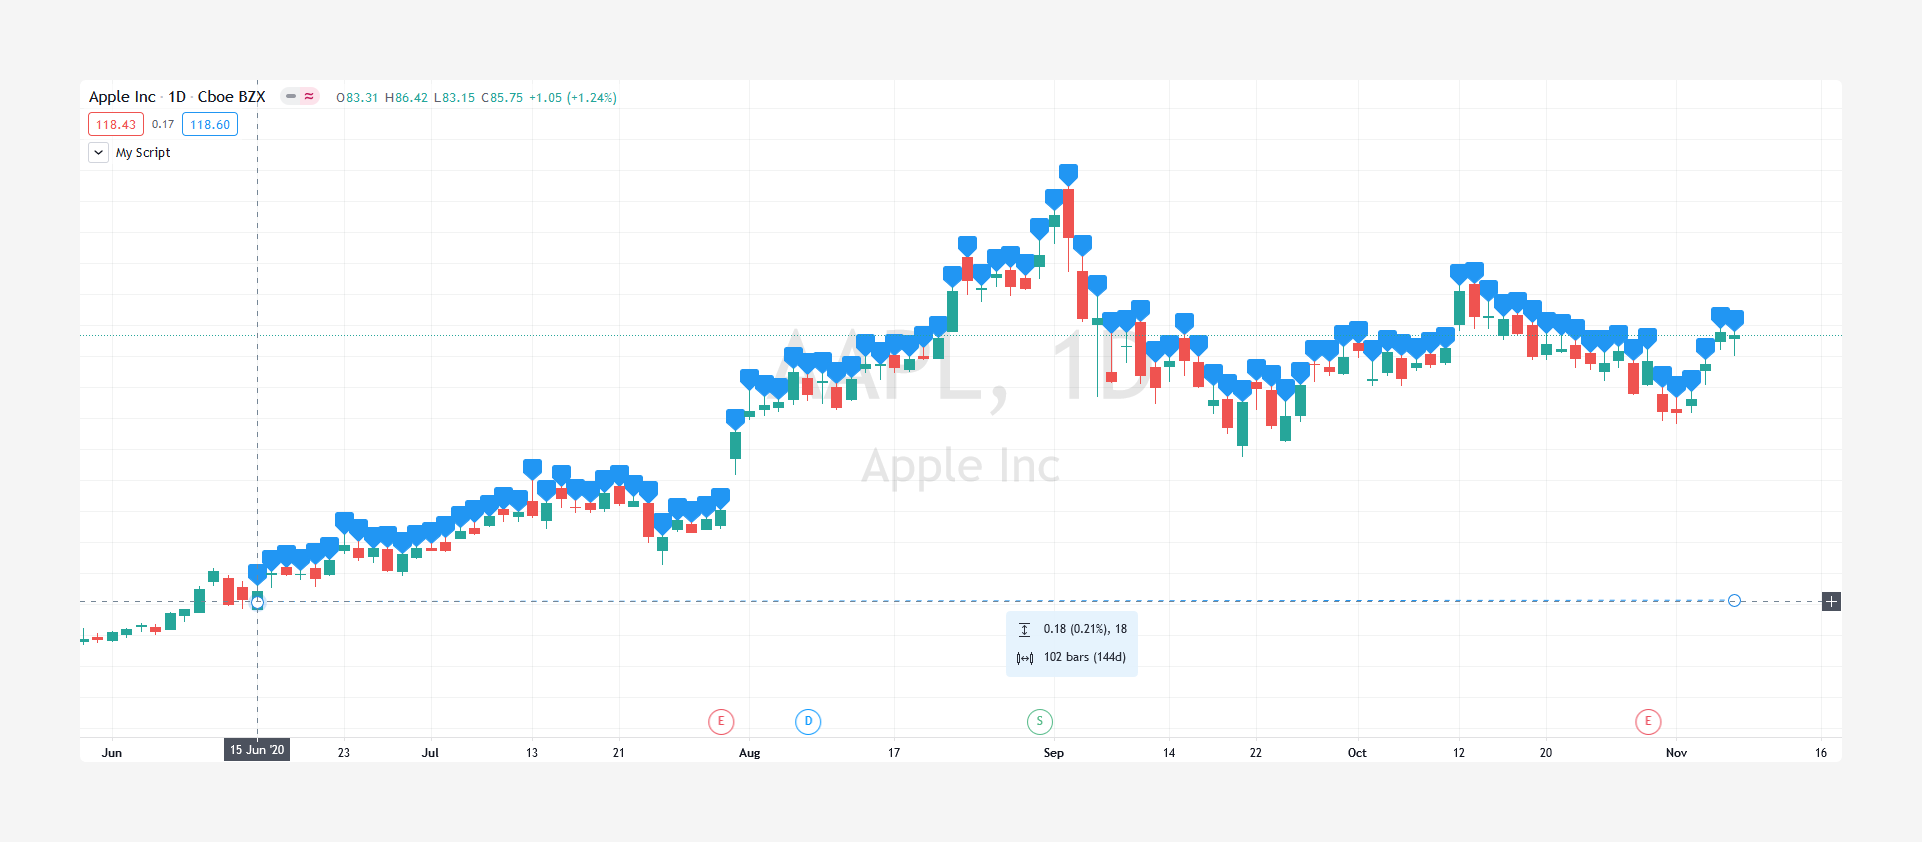 Apple Inc · 1D · Cboe BZX ≈ O83.31 H86.42 L83.15 C85.75 +1.05 (+1.24%)
118.43 0.17 118.60
My Script
AAPL, 1D
Apple Inc
0.18 (0.21%), 18
102 bars (144d)
E D S E
Jun 15 Jun '20 23 Jul 13 21 Aug 17 Sep 14 22 Oct 12 20 Nov 16